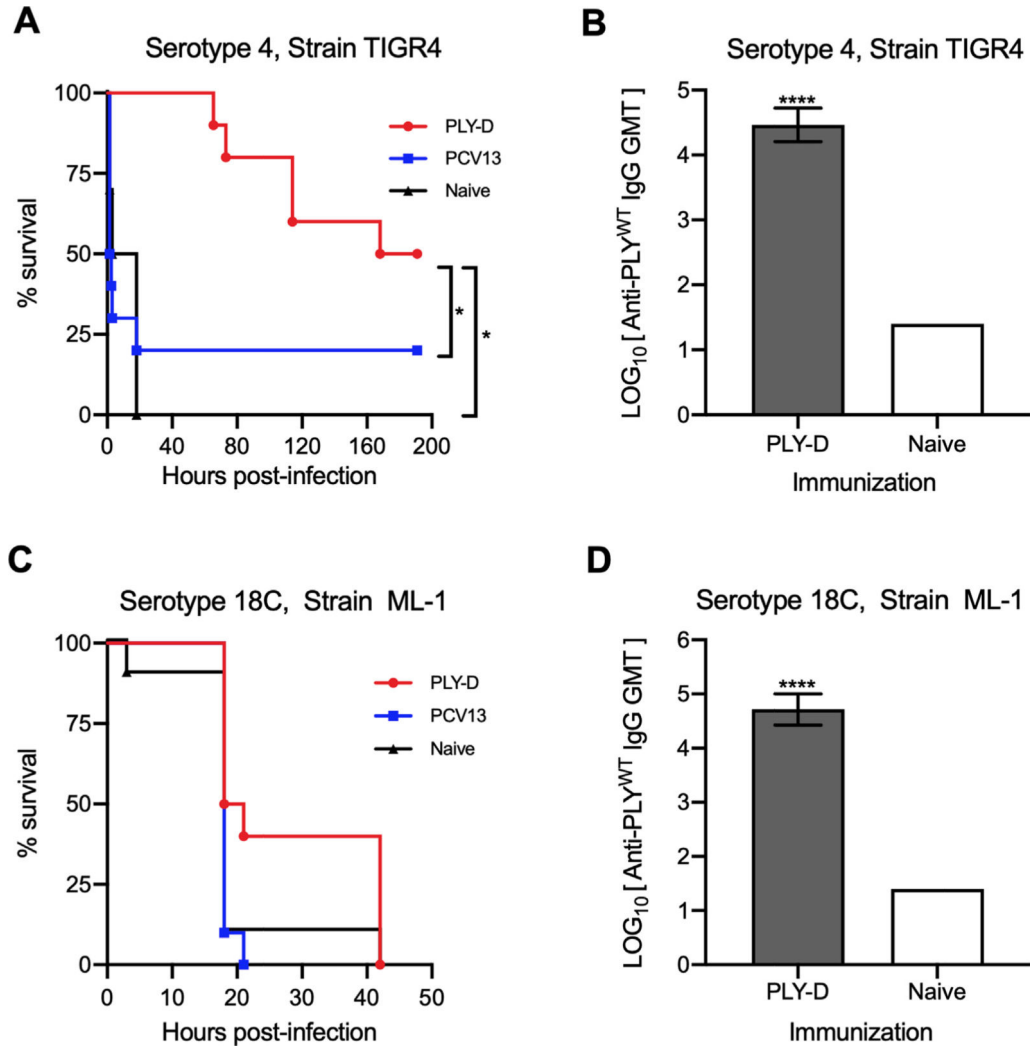 A
Serotype 4, Strain TIGR4
100
75
50
25
0
% survival
0 40 80 120 160 200
Hours post-infection
PLY-D
PCV13
Naive
*
*
B
Serotype 4, Strain TIGR4
5
4
3
2
1
0
LOG10 [ Anti-PLYWT IgG GMT ]
****
PLY-D Naive
Immunization
C
Serotype 18C, Strain ML-1
100
75
50
25
0
% survival
0 10 20 30 40 50
Hours post-infection
PLY-D
PCV13
Naive
D
Serotype 18C, Strain ML-1
6
5
4
3
2
1
0
LOG10 [ Anti-PLYWT IgG GMT ]
****
PLY-D Naive
Immunization